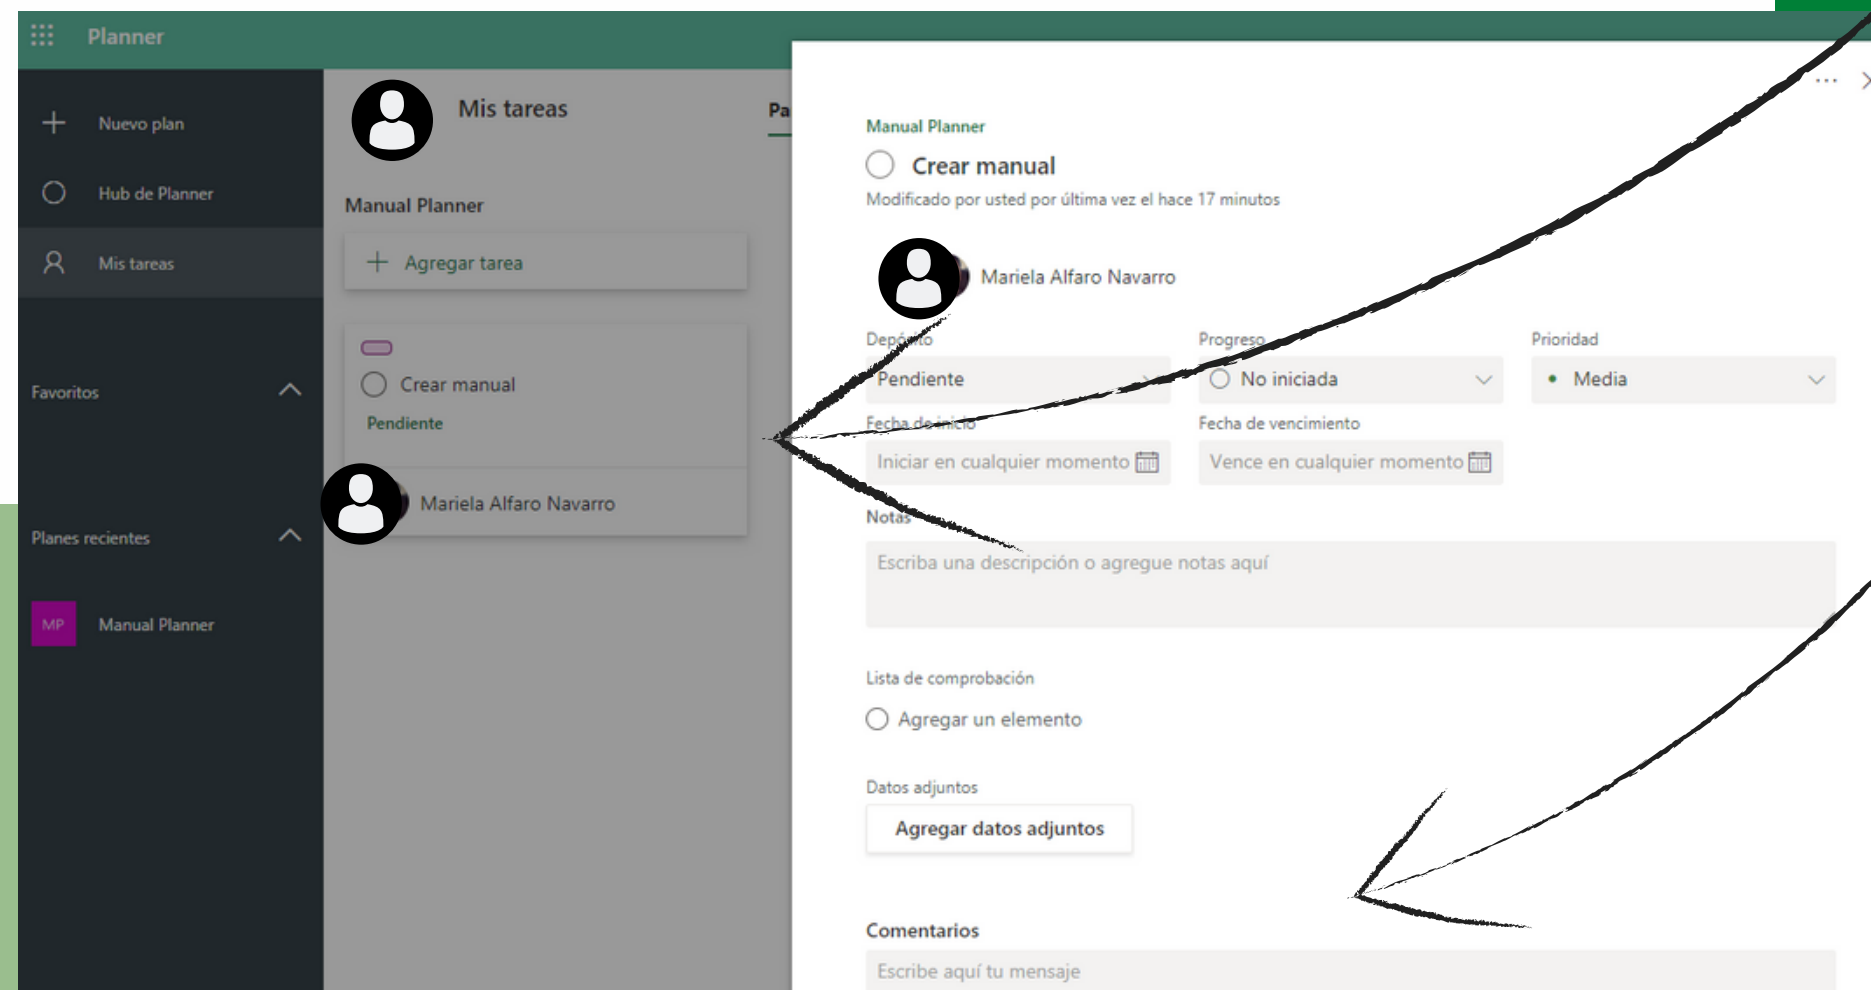 Planner
Nuevo plan
Hub de Planner
Mis tareas
Favoritos
Planes recientes
MP
Manual Planner
Mis tareas
Pa
Manual Planner
Agregar tarea
Crear manual
Pendiente
Mariela Alfaro Navarro
Manual Planner
Crear manual
Modificado por usted por última vez el hace 17 minutos
Mariela Alfaro Navarro
Depósito Progreso Prioridad
Pendiente No iniciada Media
Fecha de inicio Fecha de vencimiento
Iniciar en cualquier momento Vence en cualquier momento
Notas
Escriba una descripción o agregue notas aquí
Lista de comprobación
Agregar un elemento
Datos adjuntos
Agregar datos adjuntos
Comentarios
Escribe aquí tu mensaje